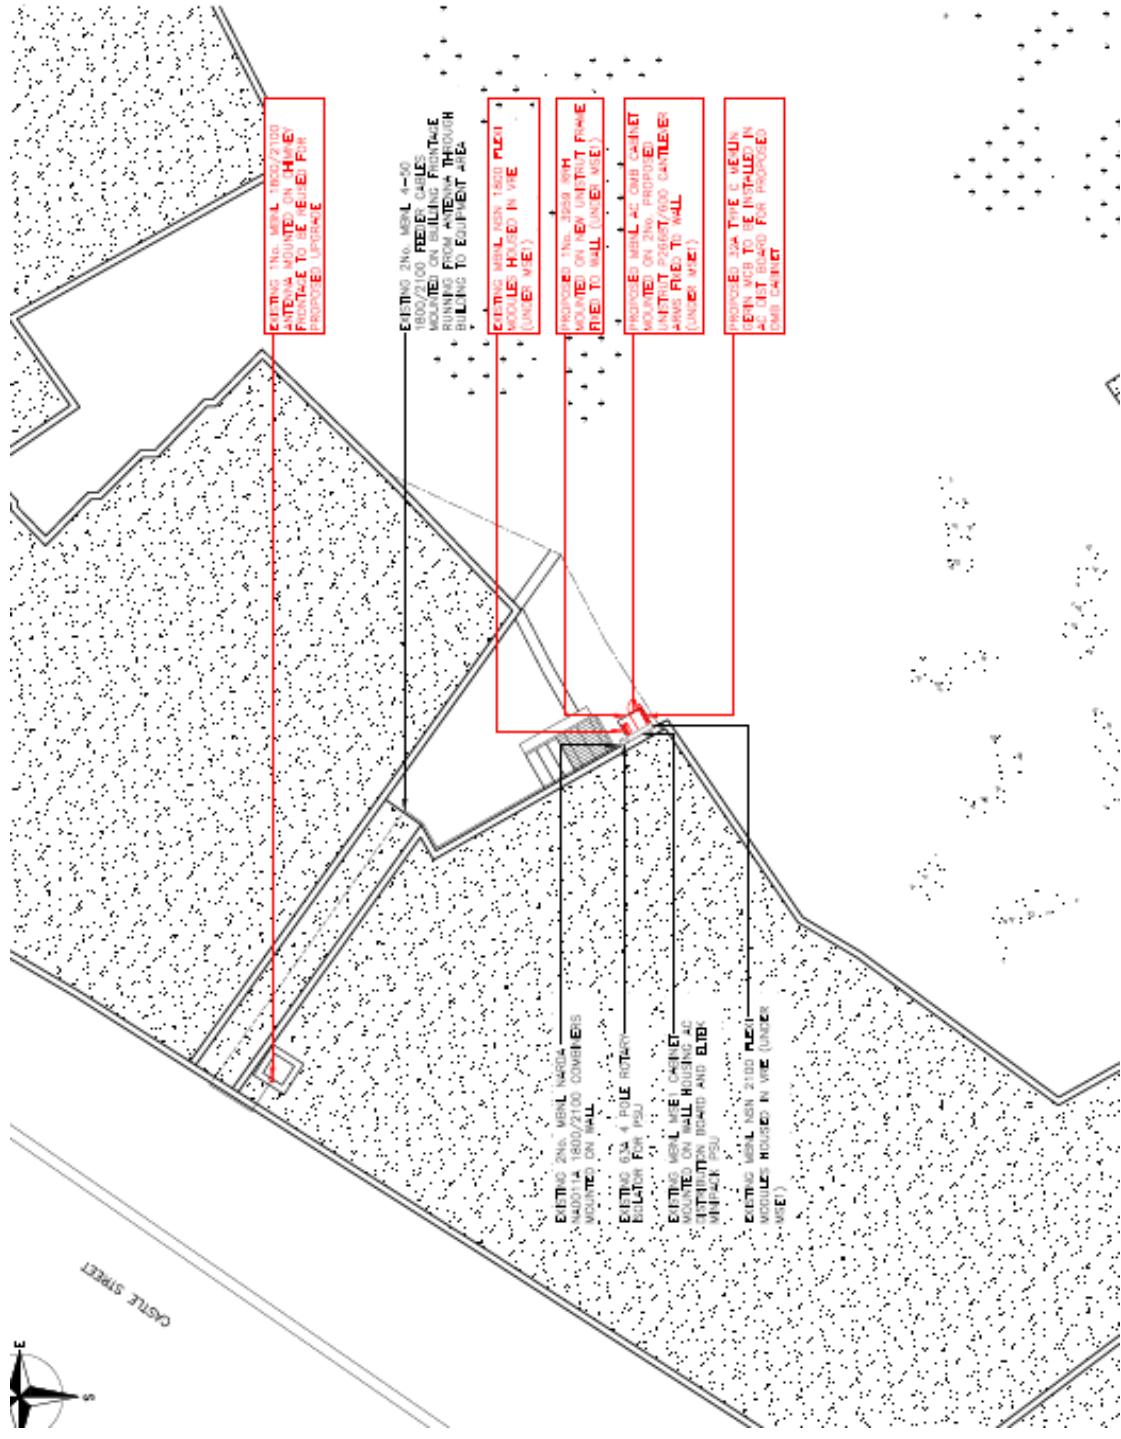 EXISTING 1No. MBNL 1800/2100
ANTENNA MOUNTED ON CHIMNEY
FRONTAGE TO BE REUSED FOR
PROPOSED UPGRADE
EXISTING 2No. MBNL 4-50
1800/2100 FEEDER CABLES
MOUNTED ON BUILDING FRONTAGE
RUNNING FROM ANTENNA THROUGH
BUILDING TO EQUIPMENT AREA
EXISTING MBNL NSN 1800 FLEXI
MODULES HOUSED IN VRE
(UNDER MSE1)
PROPOSED 1No. 3959 RRH
MOUNTED ON NEW UNISTRUT FRAME
FIXED TO WALL (UNDER MSE1)
PROPOSED MBNL AC OMB CABINET
MOUNTED ON 2No. PROPOSED
UNISTRUT P2668T/600 CANTILEVER
ARMS FIXED TO WALL
(UNDER MSE1)
PROPOSED 32A TYPE C MERLIN
GERIN MCB TO BE INSTALLED IN
AC DIST BOARD FOR PROPOSED
OMB CABINET
EXISTING 2No. MBNL NARDA
NAD011A 1800/2100 COMBINERS
MOUNTED ON WALL
EXISTING 63A 4 POLE ROTARY
ISOLATOR FOR PSU
EXISTING MBNL MSE1 CABINET
MOUNTED ON WALL HOUSING AC
DISTRIBUTION BOARD AND ELTEK
MINIPACK PSU
EXISTING MBNL NSN 2100 FLEXI
MODULES HOUSED IN VRE (UNDER
MSE1)
CASTLE STREET
E
S